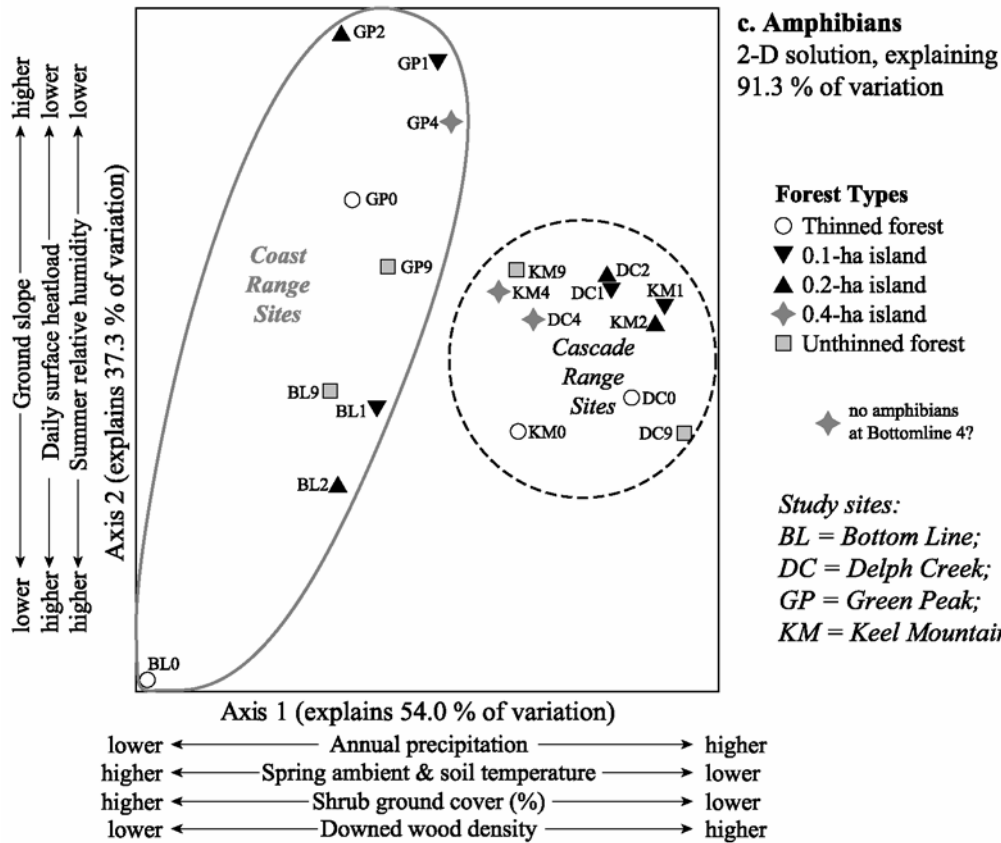 c. Amphibians
2-D solution, explaining
91.3 % of variation
higher
lower
lower
Ground slope
Daily surface heatload
Summer relative humidity
lower
higher
higher
Axis 2 (explains 37.3 % of variation)
GP2
GP1
GP4
GP0
GP9
Coast
Range
Sites
BL9
BL1
BL2
BL0
KM9
KM4
DC4
DC2
DC1
KM1
KM2
Cascade
Range
Sites
DC0
KM0
DC9
Forest Types
Thinned forest
0.1-ha island
0.2-ha island
0.4-ha island
Unthinned forest
no amphibians
at Bottomline 4?
Study sites:
BL = Bottom Line;
DC = Delph Creek;
GP = Green Peak;
KM = Keel Mountain
Axis 1 (explains 54.0 % of variation)
lower Annual precipitation higher
higher Spring ambient & soil temperature lower
higher Shrub ground cover (%) lower
lower Downed wood density higher